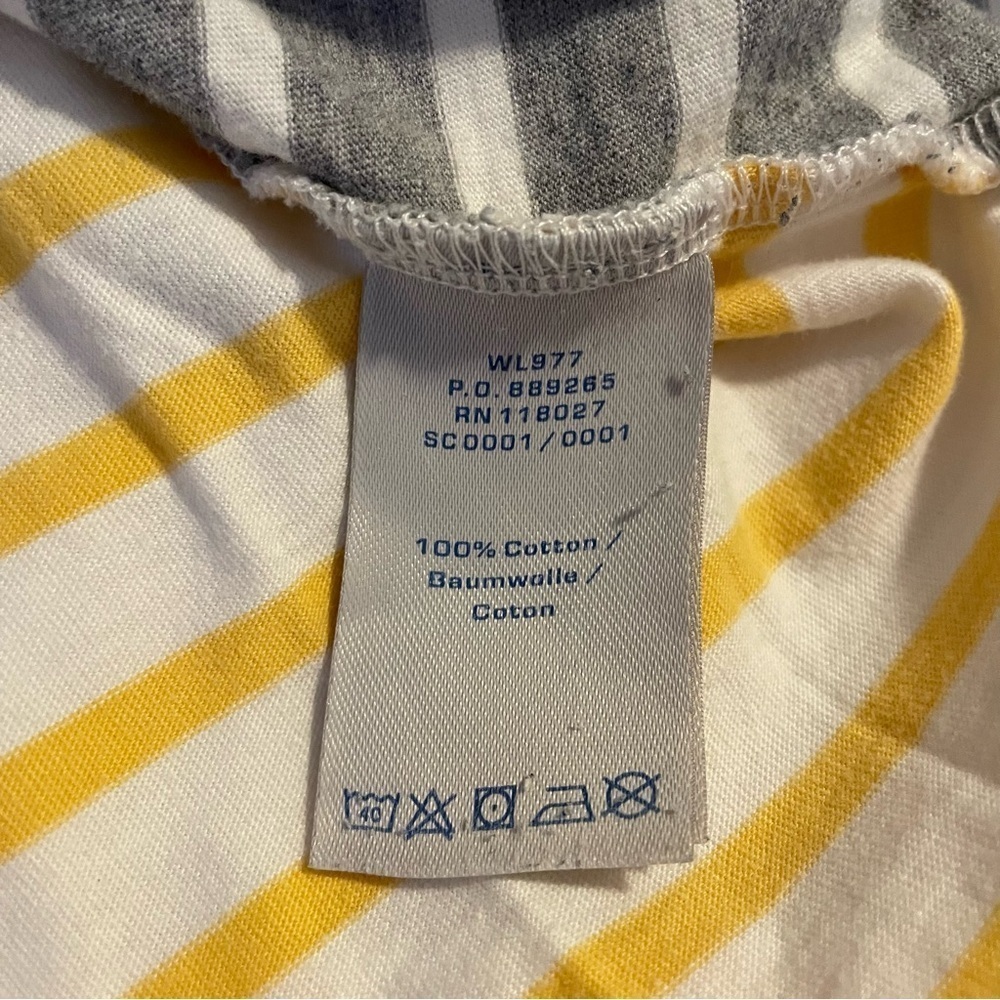 WL977
P.O. 889265
RN 118027
SC0001/0001
100% Cotton /
Baumwolle /
Coton
40